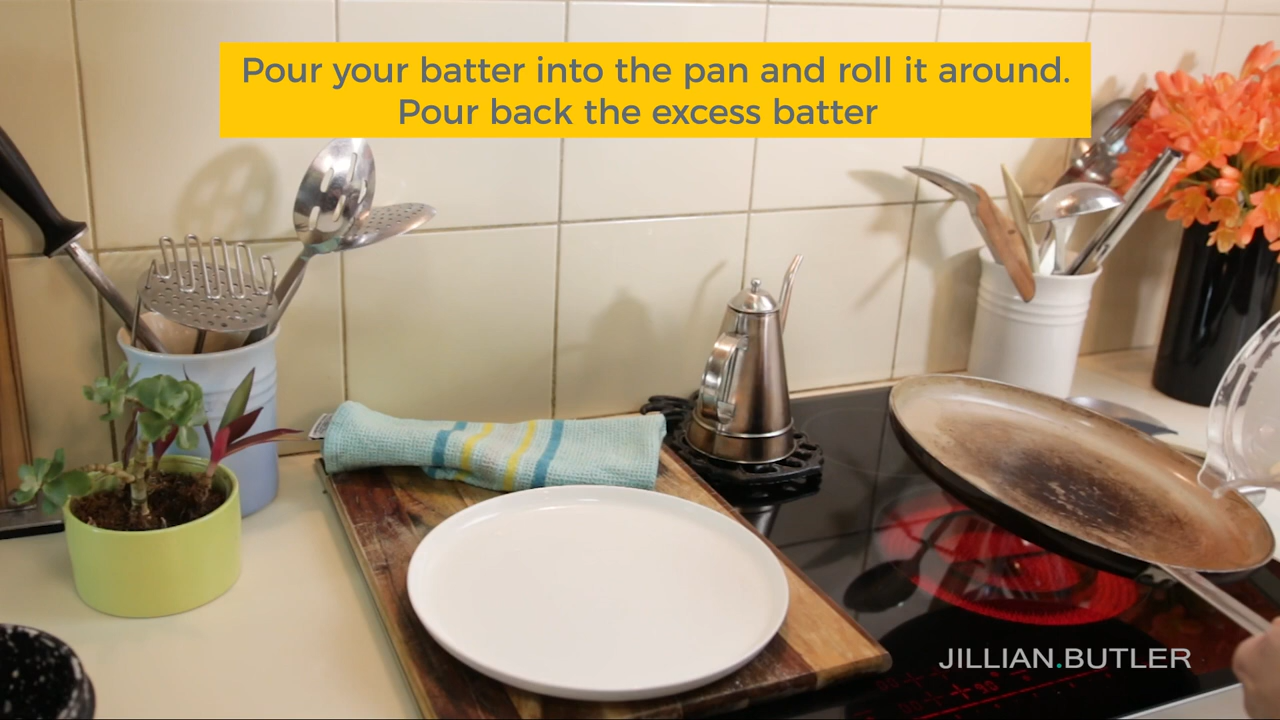 Pour your batter into the pan and roll it around.
Pour back the excess batter
JILLIAN.BUTLER